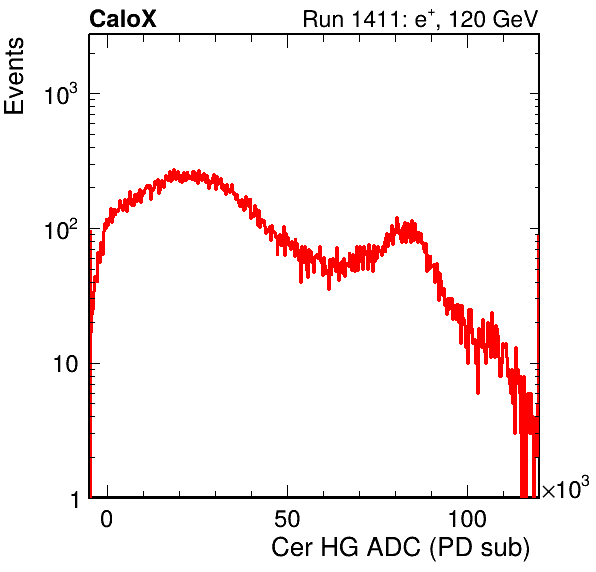 CaloX Run 1411: e⁺, 120 GeV
Events
10³
10²
10
1
0 50 100 ×10³
Cer HG ADC (PD sub)